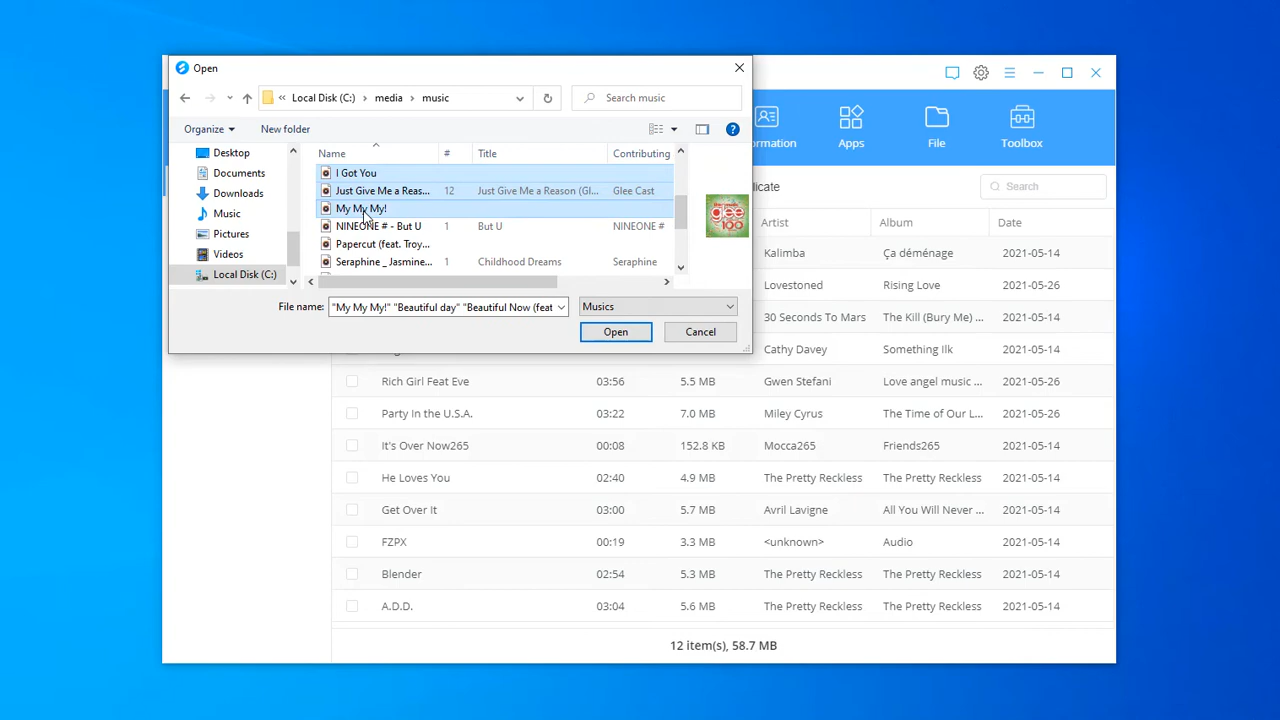 Open
« Local Disk (C:) > media > music
Search music
Organize
New folder
Name # Title Contributing
I Got You
Just Give Me a Reas... 12 Just Give Me a Reason (Gl... Glee Cast
My My My!
NINEONE # - But U 1 But U NINEONE #
Papercut (feat. Troy...
Seraphine _ Jasmine... 1 Childhood Dreams Seraphine
Desktop
Documents
Downloads
Music
Pictures
Videos
Local Disk (C:)
glee
100
File name: "My My My!" "Beautiful day" "Beautiful Now (feat
Musics
Open
Cancel
ormation
Apps
File
Toolbox
licate
Search
Artist Album Date
Kalimba Ça déménage 2021-05-14
Lovestoned Rising Love 2021-05-14
30 Seconds To Mars The Kill (Bury Me) ... 2021-05-14
Cathy Davey Something Ilk 2021-05-14
Rich Girl Feat Eve 03:56 5.5 MB Gwen Stefani Love angel music ... 2021-05-26
Party In the U.S.A. 03:22 7.0 MB Miley Cyrus The Time of Our L... 2021-05-26
It's Over Now265 00:08 152.8 KB Mocca265 Friends265 2021-05-14
He Loves You 02:40 4.9 MB The Pretty Reckless The Pretty Reckless 2021-05-14
Get Over It 03:00 5.7 MB Avril Lavigne All You Will Never ... 2021-05-14
FZPX 00:19 3.3 MB <unknown> Audio 2021-05-14
Blender 02:54 5.3 MB The Pretty Reckless The Pretty Reckless 2021-05-14
A.D.D. 03:04 5.6 MB The Pretty Reckless The Pretty Reckless 2021-05-14
12 item(s), 58.7 MB